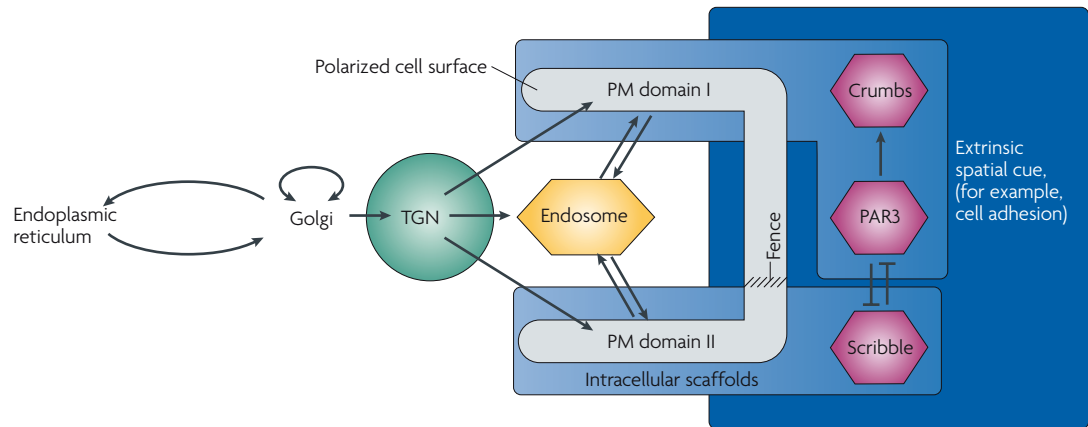 Polarized cell surface
PM domain I
Crumbs
Extrinsic
spatial cue,
(for example,
cell adhesion)
Endoplasmic
reticulum
Golgi
TGN
Endosome
PAR3
Fence
PM domain II
Scribble
Intracellular scaffolds